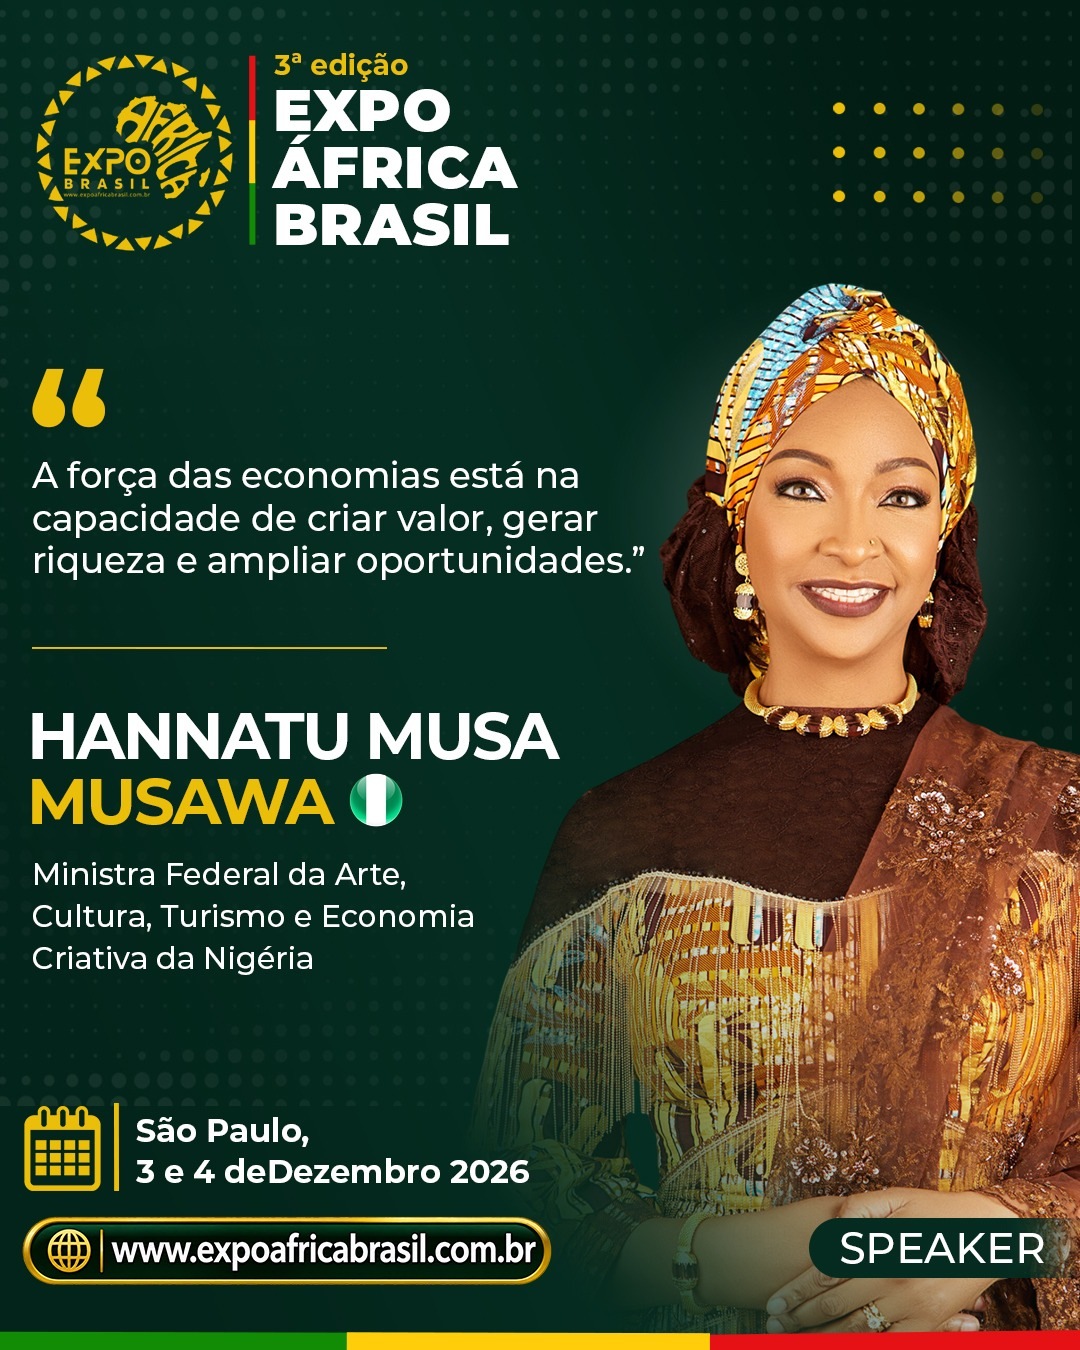 EXPO
BRASIL
ÁFRICA
www.expoafricabrasil.com.br
3ª edição
EXPO
ÁFRICA
BRASIL
“
A força das economias está na
capacidade de criar valor, gerar
riqueza e ampliar oportunidades.”
HANNATU MUSA
MUSAWA
Ministra Federal da Arte,
Cultura, Turismo e Economia
Criativa da Nigéria
São Paulo,
3 e 4 deDezembro 2026
www.expoafricabrasil.com.br
SPEAKER